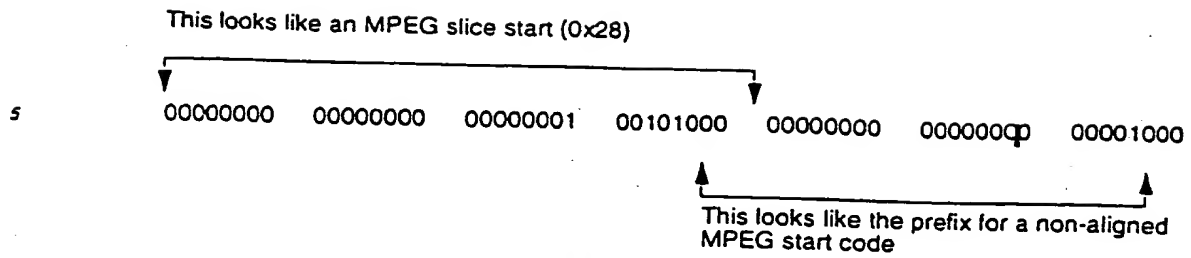 This looks like an MPEG slice start (0x28)
5 00000000 00000000 00000001 00101000 00000000 00000000 00001000
This looks like the prefix for a non-aligned
MPEG start code